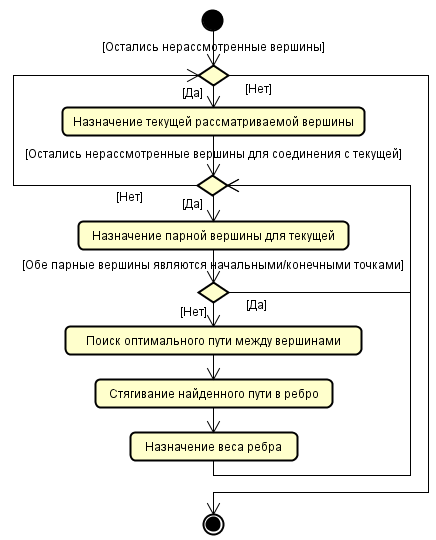 [Остались нерассмотренные вершины]
[Да]
[Нет]
Назначение текущей рассматриваемой вершины
[Остались нерассмотренные вершины для соединения с текущей]
[Нет]
[Да]
Назначение парной вершины для текущей
[Обе парные вершины являются начальными/конечными точками]
[Нет]
[Да]
Поиск оптимального пути между вершинами
Стягивание найденного пути в ребро
Назначение веса ребра